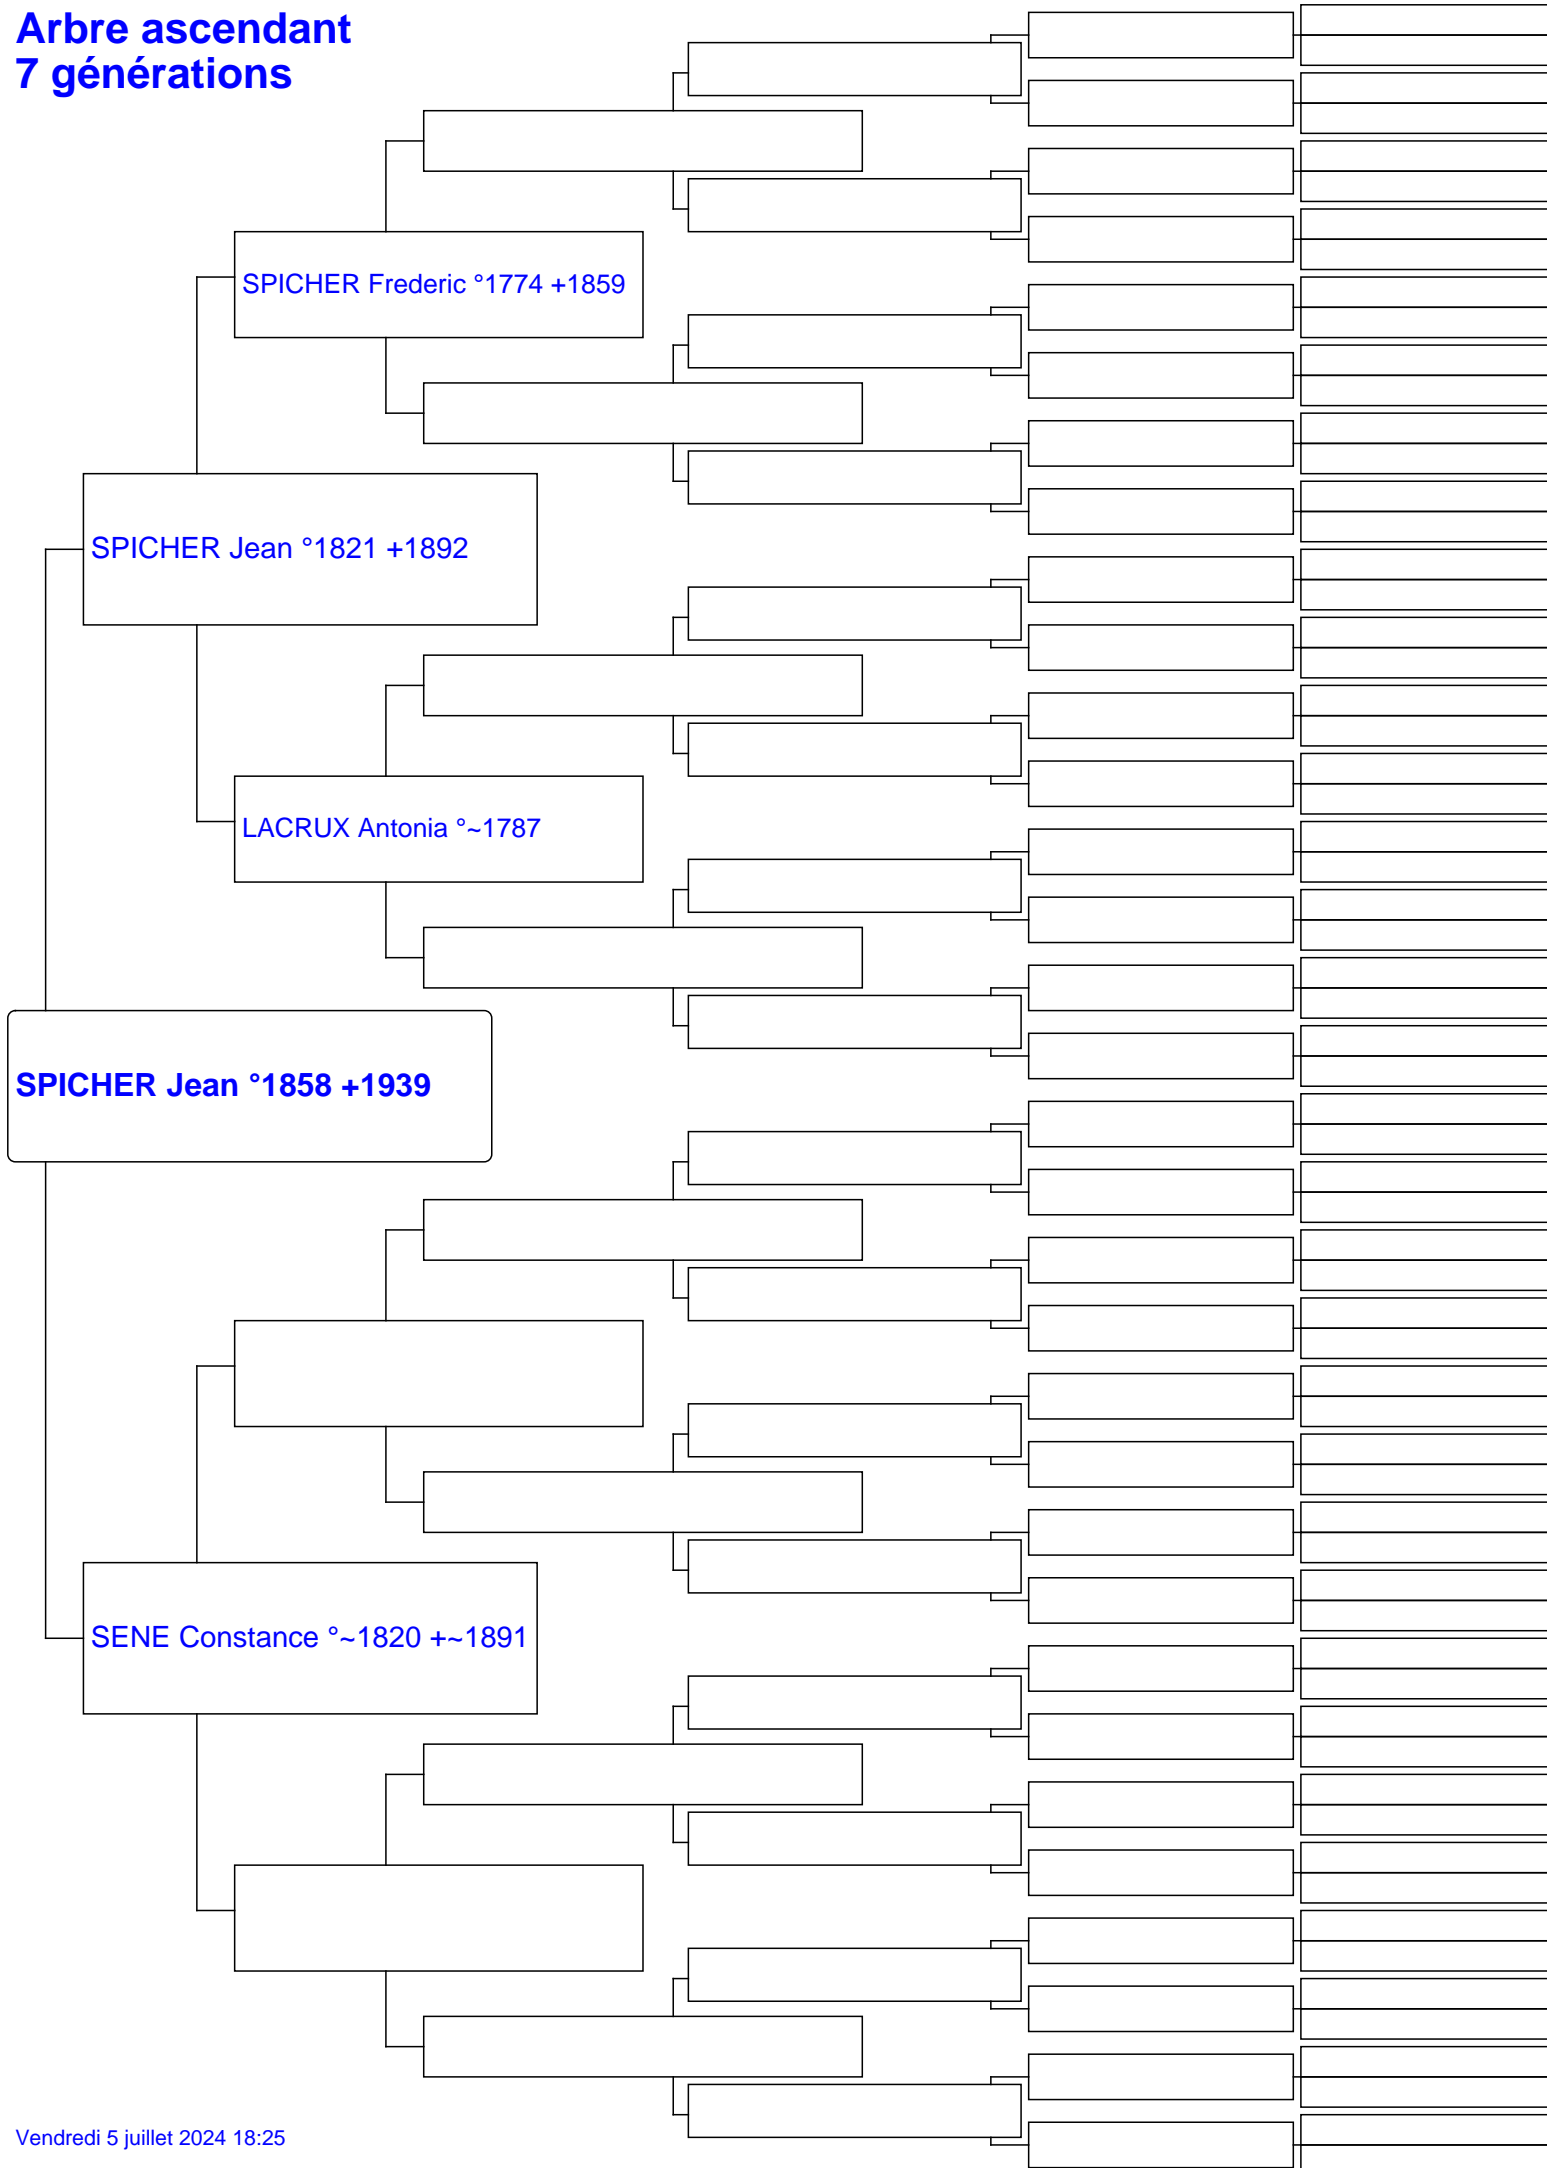 Arbre ascendant
7 générations
SPICHER Frederic °1774 +1859
SPICHER Jean °1821 +1892
LACRUX Antonia °~1787
SPICHER Jean °1858 +1939
SENE Constance °~1820 +~1891
Vendredi 5 juillet 2024 18:25